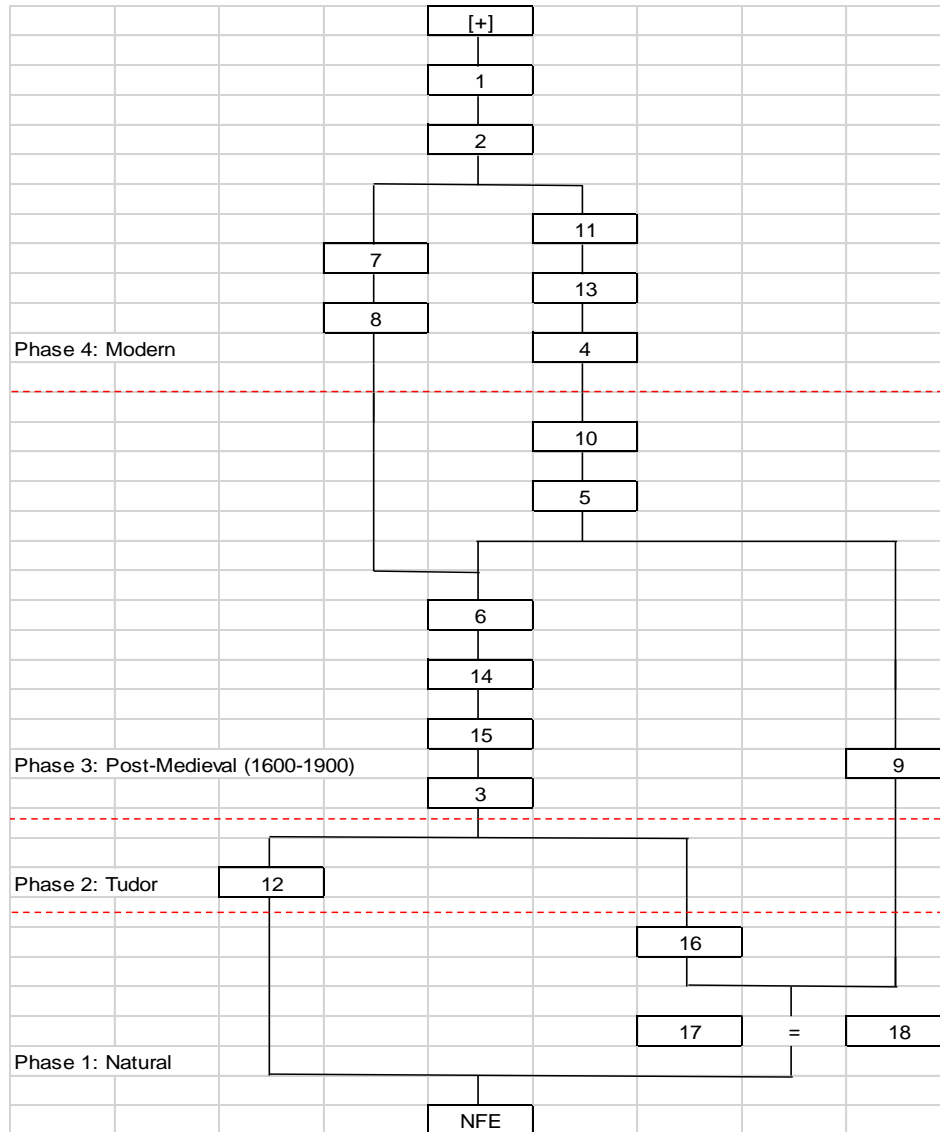 [+]
1
2
11
7
13
8
Phase 4: Modern
4
10
5
6
14
15
Phase 3: Post-Medieval (1600-1900)
9
3
Phase 2: Tudor
12
16
17 = 18
Phase 1: Natural
NFE